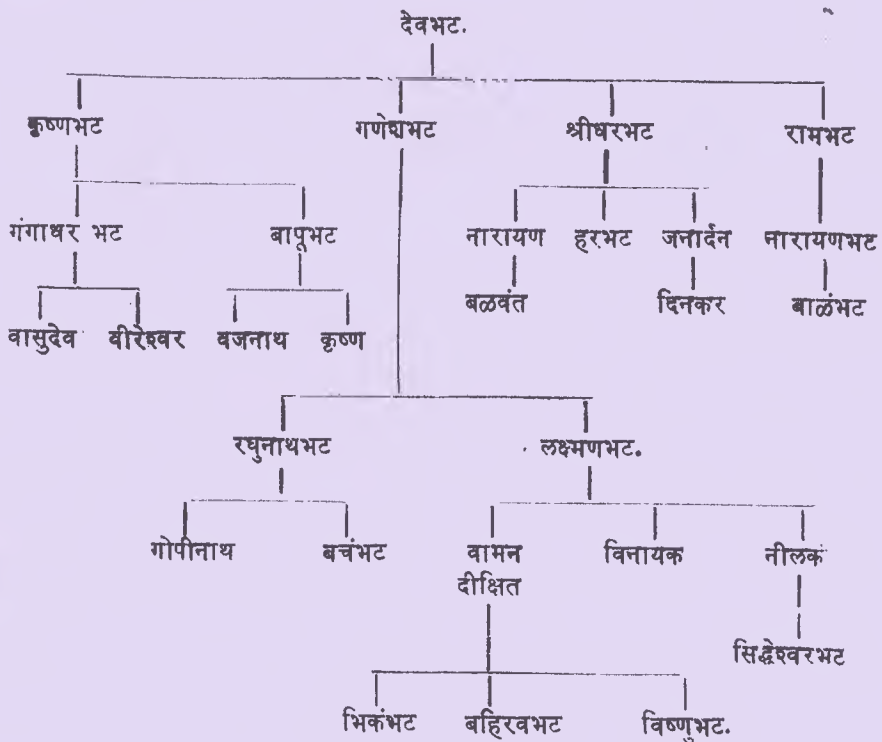 देवभट.
कृष्णभट गणेशभट श्रीधरभट रामभट
गंगाधर भट बापूभट नारायण हरभट जनार्दन नारायणभट
बळवंत दिनकर बाळंभट
वासुदेव वीरेश्वर बजनाथ कृष्ण
रघुनाथभट लक्ष्मणभट.
गोपीनाथ बचंभट वामन विनायक नीलकं
दीक्षित
सिद्धेश्वरभट
भिकंभट बहिरवभट विष्णुभट.